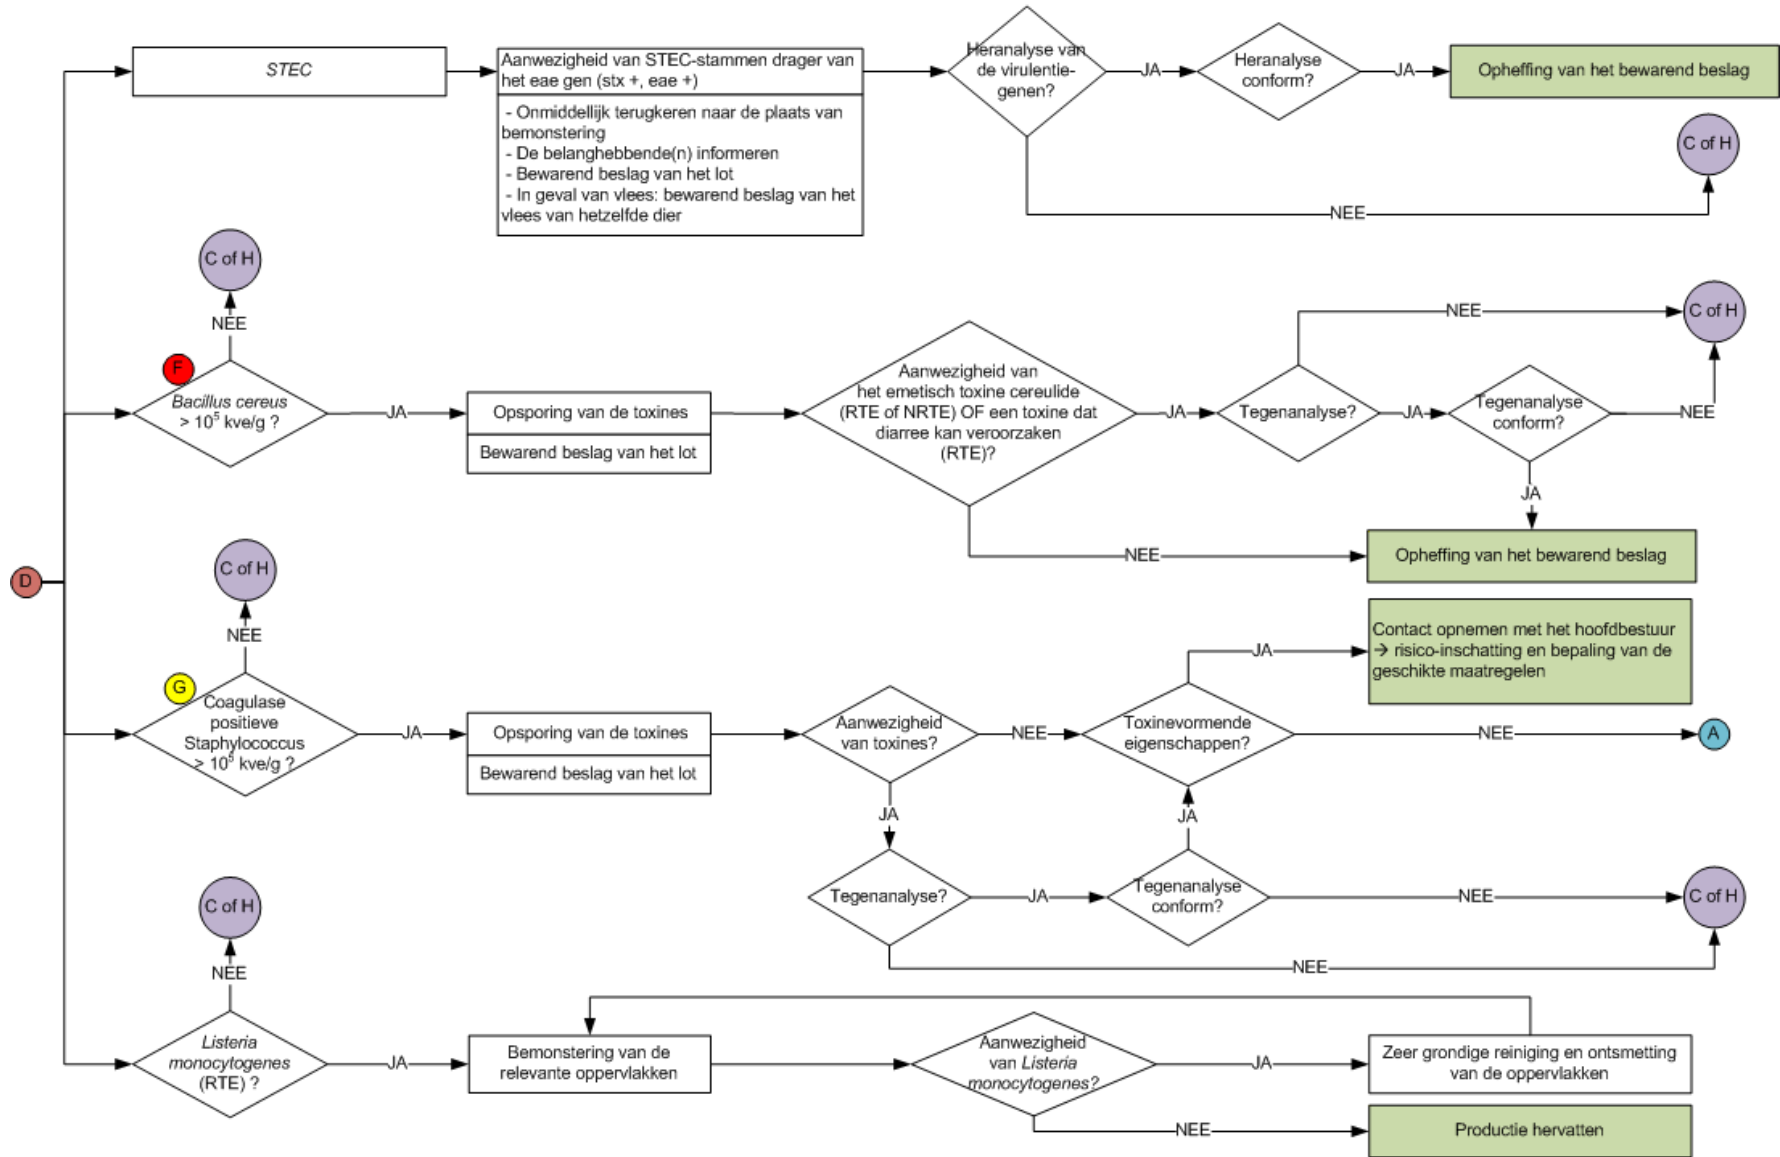 STEC
Aanwezigheid van STEC-stammen drager van
het eae gen (stx +, eae +)
- Onmiddellijk terugkeren naar de plaats van
bemonstering
- De belanghebbende(n) informeren
- Bewarend beslag van het lot
- In geval van vlees: bewarend beslag van het
vlees van hetzelfde dier
Heranalyse van
de virulentie-
genen?
JA
Heranalyse
conform?
JA
Opheffing van het bewarend beslag
C of H
NEE
C of H
NEE
F
Bacillus cereus
> 10⁵ kve/g ?
JA
Opsporing van de toxines
Bewarend beslag van het lot
Aanwezigheid van
het emetisch toxine cereulide
(RTE of NRTE) OF een toxine dat
diarree kan veroorzaken
(RTE)?
JA
Tegenanalyse?
NEE
C of H
JA
Tegenanalyse
conform?
NEE
JA
NEE
Opheffing van het bewarend beslag
D
C of H
NEE
G
Coagulase
positieve
Staphylococcus
> 10⁵ kve/g ?
JA
Opsporing van de toxines
Bewarend beslag van het lot
Aanwezigheid
van toxines?
NEE
Toxinevormende
eigenschappen?
JA
Contact opnemen met het hoofdbestuur
→ risico-inschatting en bepaling van de
geschikte maatregelen
NEE
A
JA
JA
Tegenanalyse?
JA
Tegenanalyse
conform?
NEE
C of H
NEE
C of H
NEE
Listeria
monocytogenes
(RTE) ?
JA
Bemonstering van de
relevante oppervlakken
Aanwezigheid
van Listeria
monocytogenes?
JA
Zeer grondige reiniging en ontsmetting
van de oppervlakken
NEE
Productie hervatten